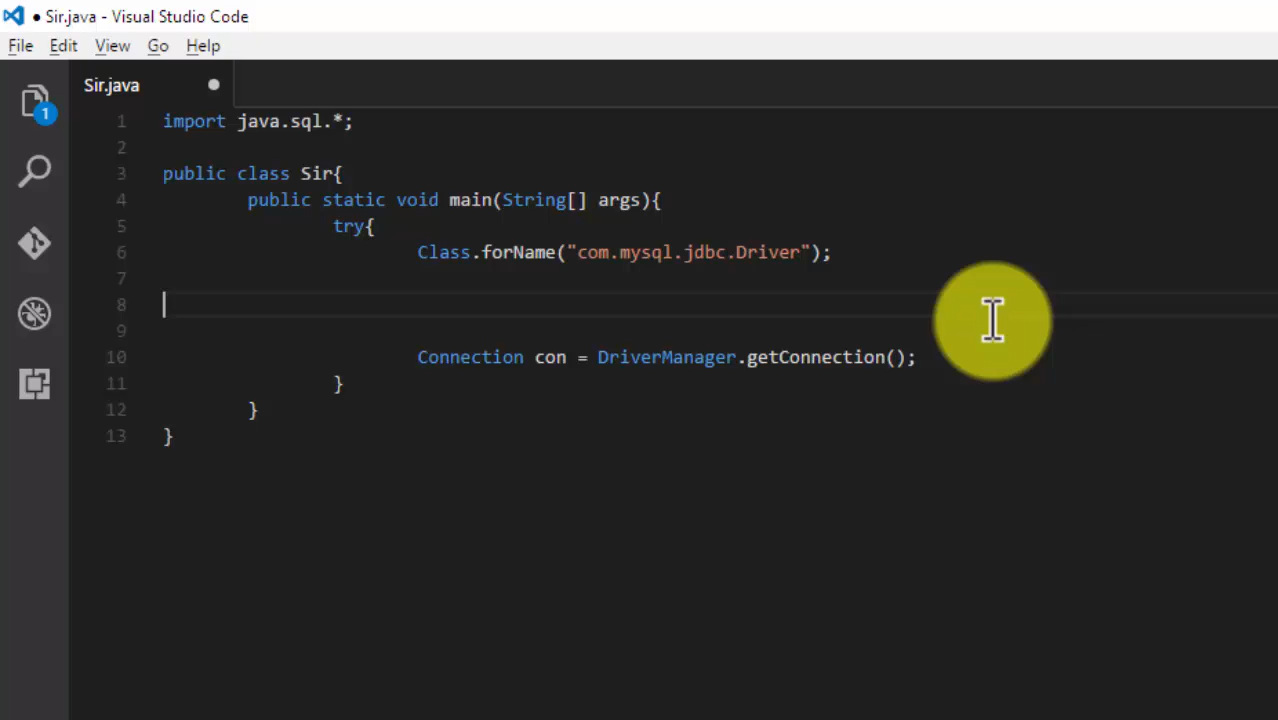 ● Sir.java - Visual Studio Code
File Edit View Go Help
Sir.java
1
1 import java.sql.*;
2
3 public class Sir{
4 public static void main(String[] args){
5 try{
6 Class.forName("com.mysql.jdbc.Driver");
7
8
9
10 Connection con = DriverManager.getConnection();
11 }
12 }
13 }